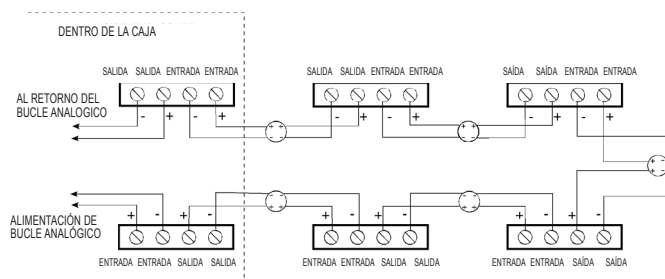 DENTRO DE LA CAJA
SALIDA SALIDA ENTRADA ENTRADA
SALIDA SALIDA ENTRADA ENTRADA
SAÍDA SAÍDA ENTRADA ENTRADA
AL RETORNO DEL
BUCLE ANALOGICO
- + - +
- + - +
- + - +
+ - + -
+ - + -
+ - + -
ALIMENTACIÓN DE
BUCLE ANALÓGICO
ENTRADA ENTRADA SALIDA SALIDA
ENTRADA ENTRADA SALIDA SALIDA
ENTRADA ENTRADA SAÍDA SAÍDA